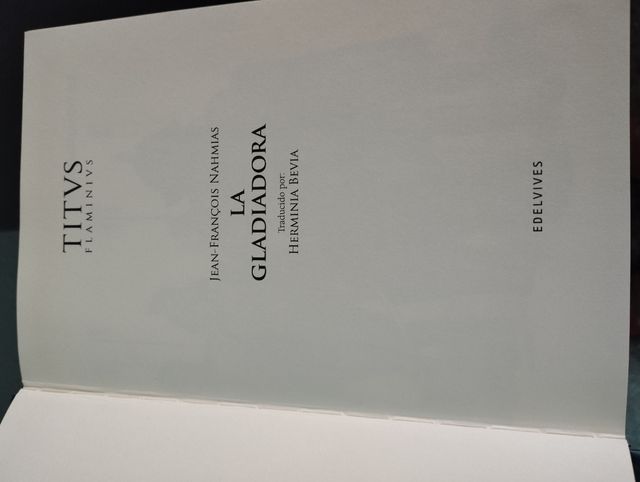 TITVS
FLAMINIVS
JEAN-FRANÇOIS NAHMIAS
LA
GLADIADORA
Traducido por:
HERMINIA BEVIA
EDELVIVES